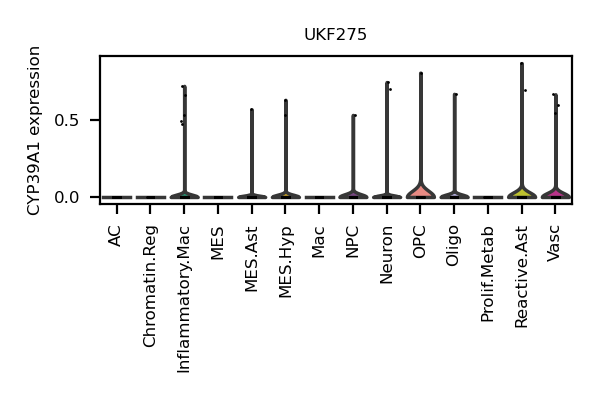 UKF275
CYP39A1 expression
0.5
0.0
AC
Chromatin.Reg
Inflammatory.Mac
MES
MES.Ast
MES.Hyp
Mac
NPC
Neuron
OPC
Oligo
Prolif.Metab
Reactive.Ast
Vasc